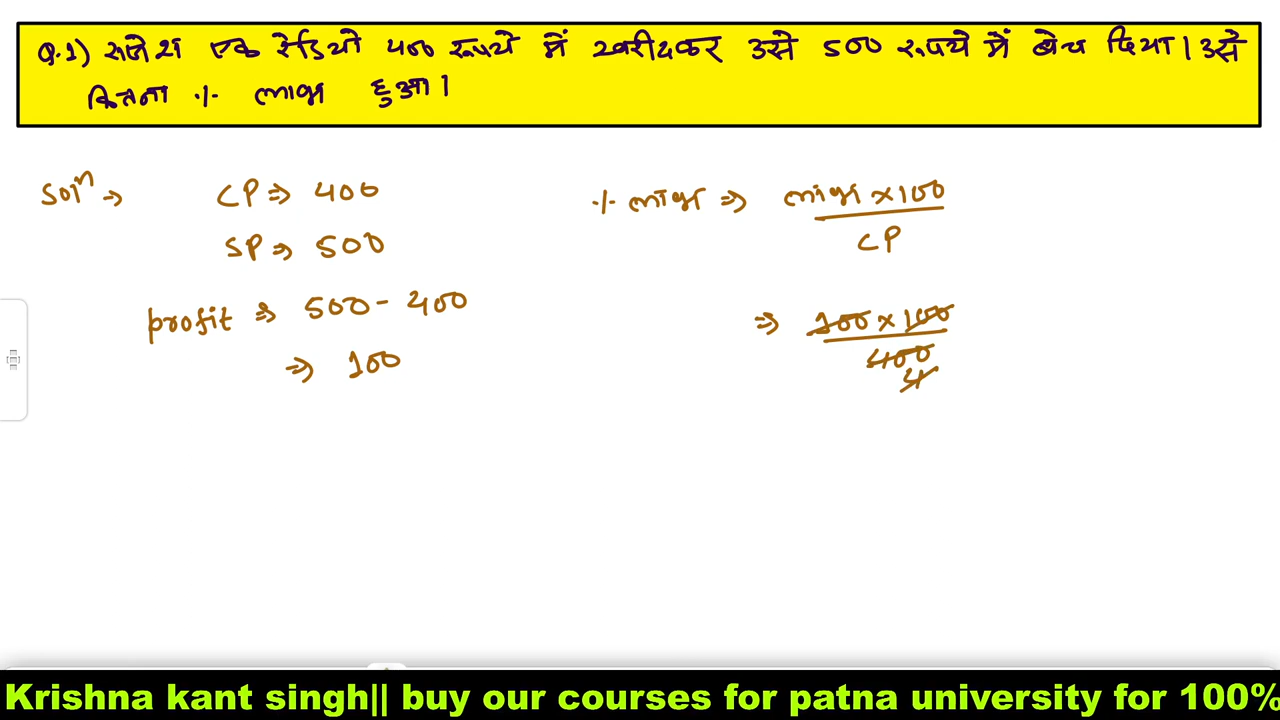 Q.1) राजेश एक रेडियो 400 रूपये में खरीदकर उसे 500 रूपये में बेच दिया। उसे
कितना % लाभ हुआ।
Solⁿ ⇒ CP ⇒ 400
SP ⇒ 500
profit ⇒ 500 - 400
⇒ 100
% लाभ ⇒ लाभ × 100
CP
⇒ 100 × 100
400
4
Krishna kant singh|| buy our courses for patna university for 100%